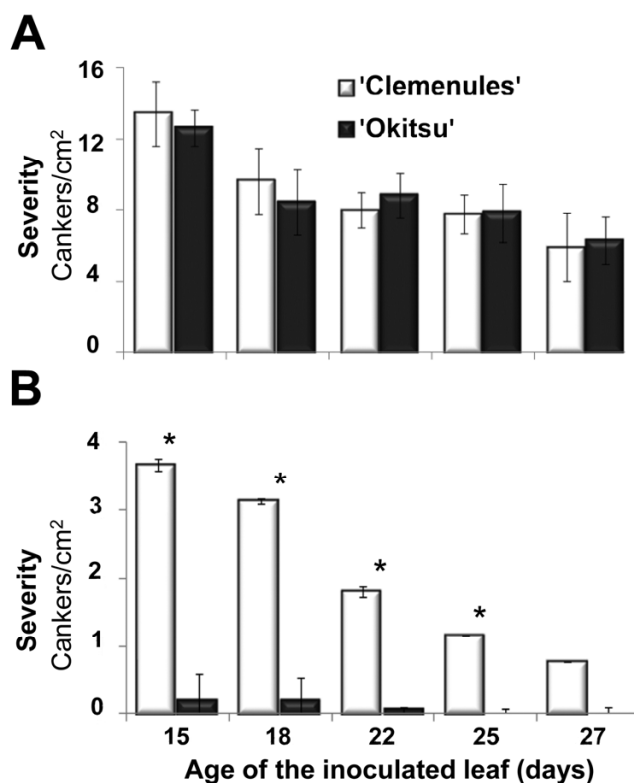 A
16
12
8
4
0
Severity
Cankers/cm²
'Clemenules'
'Okitsu'
B
4
3
2
1
0
Severity
Cankers/cm²
*
*
*
*
15 18 22 25 27
Age of the inoculated leaf (days)